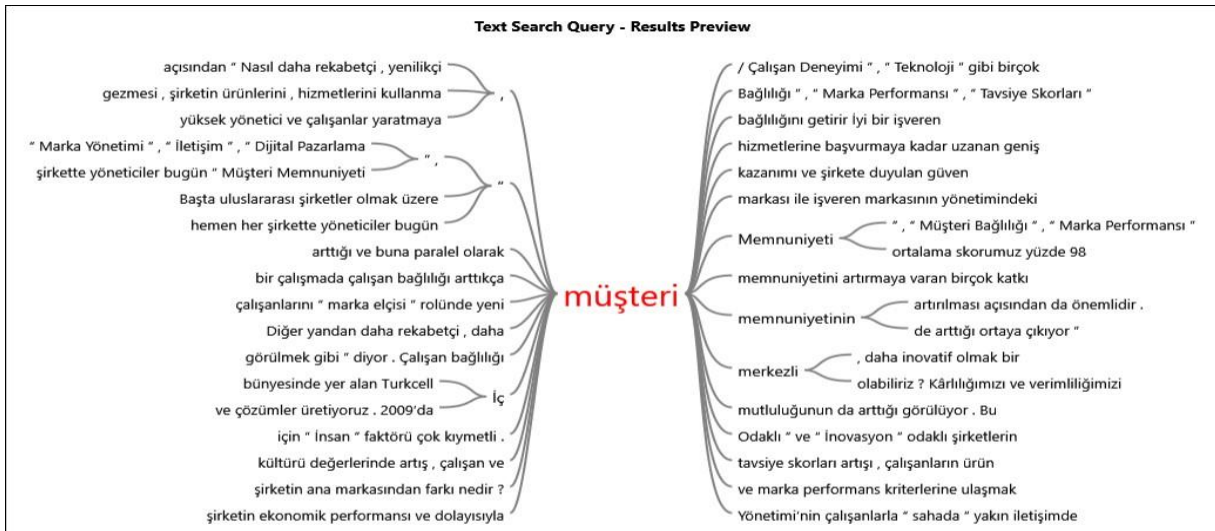 Text Search Query - Results Preview
açısından " Nasıl daha rekabetçi , yenilikçi
gezmesi , şirketin ürünlerini , hizmetlerini kullanma
yüksek yönetici ve çalışanlar yaratmaya
,
" Marka Yönetimi " , " İletişim " , " Dijital Pazarlama
şirkette yöneticiler bugün " Müşteri Memnuniyeti
" ,
Başta uluslararası şirketler olmak üzere
hemen her şirkette yöneticiler bugün
"
arttığı ve buna paralel olarak
bir çalışmada çalışan bağlılığı arttıkça
çalışanlarını " marka elçisi " rolünde yeni
Diğer yandan daha rekabetçi , daha
görülmek gibi " diyor . Çalışan bağlılığı
bünyesinde yer alan Turkcell
ve çözümler üretiyoruz . 2009'da
İç
için " İnsan " faktörü çok kıymetli .
kültürü değerlerinde artış , çalışan ve
şirketin ana markasından farkı nedir ?
şirketin ekonomik performansı ve dolayısıyla
müşteri
/ Çalışan Deneyimi " , " Teknoloji " gibi birçok
Bağlılığı " , " Marka Performansı " , " Tavsiye Skorları "
bağlılığını getirir İyi bir işveren
hizmetlerine başvurmaya kadar uzanan geniş
kazanımı ve şirkete duyulan güven
markası ile işveren markasının yönetimindeki
Memnuniyeti
" , " Müşteri Bağlılığı " , " Marka Performansı "
ortalama skorumuz yüzde 98
memnuniyetini artırmaya varan birçok katkı
memnuniyetinin
artırılması açısından da önemlidir .
de arttığı ortaya çıkıyor "
merkezli
, daha inovatif olmak bir
olabiliriz ? Kârlılığımızı ve verimliliğimizi
mutluluğunun da arttığı görülüyor . Bu
Odaklı " ve " İnovasyon " odaklı şirketlerin
tavsiye skorları artışı , çalışanların ürün
ve marka performans kriterlerine ulaşmak
Yönetimi'nin çalışanlarla " sahada " yakın iletişimde